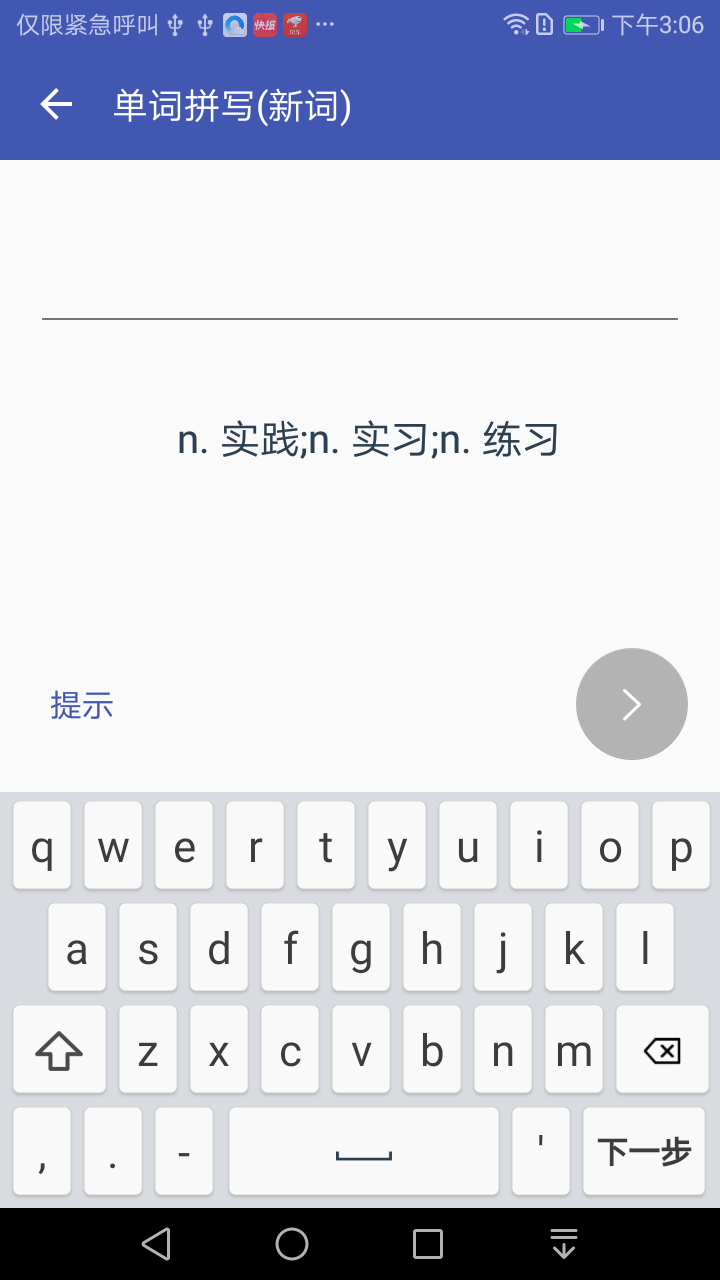 仅限紧急呼叫 快报 ··· 下午3:06
单词拼写(新词)
n. 实践;n. 实习;n. 练习
提示
q w e r t y u i o p
a s d f g h j k l
z x c v b n m
, . - ' 下一步